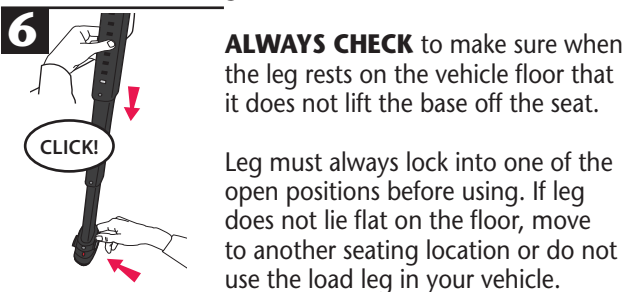 6
ALWAYS CHECK to make sure when
the leg rests on the vehicle floor that
it does not lift the base off the seat.
CLICK!
Leg must always lock into one of the
open positions before using. If leg
does not lie flat on the floor, move
to another seating location or do not
use the load leg in your vehicle.